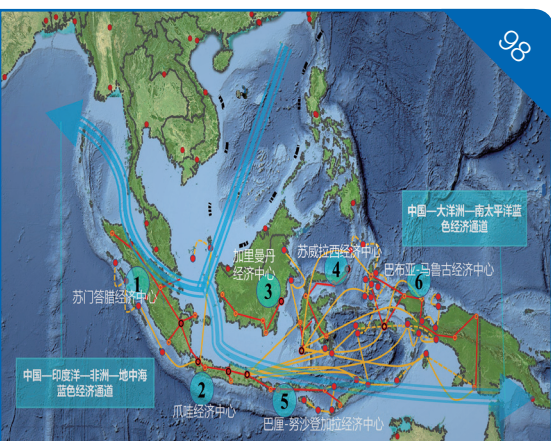 98
中国—大洋洲—南太平洋蓝
色经济通道
加里曼丹
经济中心
3
苏威拉西经济中心
4
巴布亚-马鲁古经济中心
6
1
苏门答腊经济中心
中国—印度洋—非洲—地中海
蓝色经济通道
2
爪哇经济中心
5
巴厘-努沙登加拉经济中心